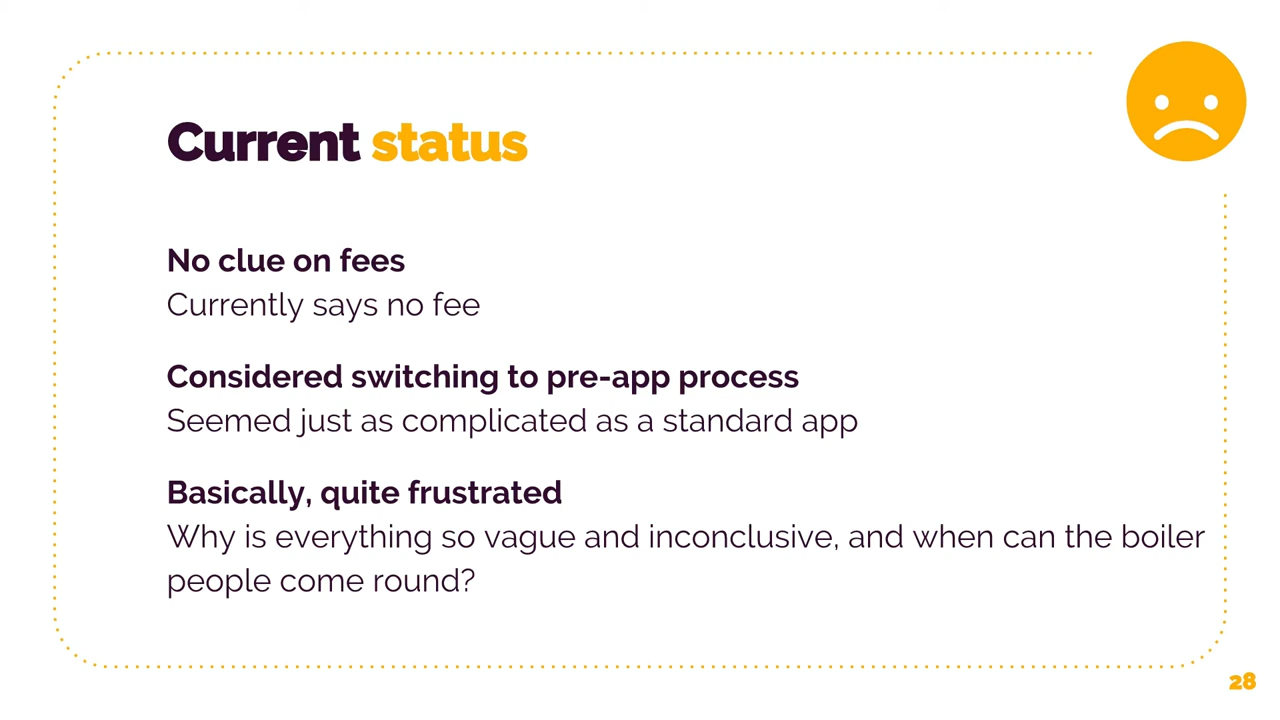 Current status
No clue on fees
Currently says no fee
Considered switching to pre-app process
Seemed just as complicated as a standard app
Basically, quite frustrated
Why is everything so vague and inconclusive, and when can the boiler
people come round?
28